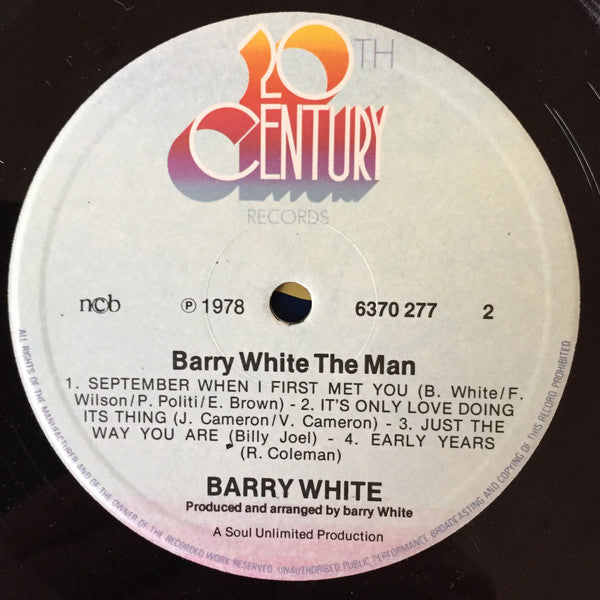 20TH
CENTURY
RECORDS
ncb ℗ 1978 6370 277 2
Barry White The Man
1. SEPTEMBER WHEN I FIRST MET YOU (B. White/F.
Wilson/P. Politi/E. Brown) - 2. IT'S ONLY LOVE DOING
ITS THING (J. Cameron/V. Cameron) - 3. JUST THE
WAY YOU ARE (Billy Joel) - 4. EARLY YEARS
(R. Coleman)
BARRY WHITE
Produced and arranged by barry White
A Soul Unlimited Production
ALL RIGHTS OF THE MANUFACTURER AND OF THE OWNER OF THE RECORDED WORK RESERVED. UNAUTHORISED PUBLIC PERFORMANCE BROADCASTING AND COPYING OF THIS RECORD PROHIBITED